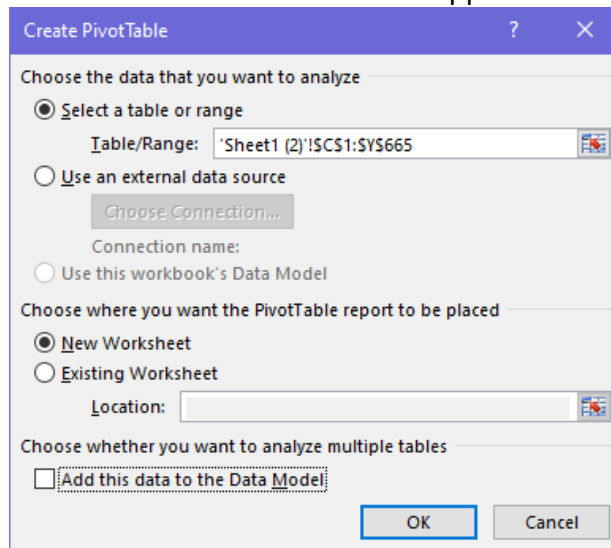 Create PivotTable ? ✕
Choose the data that you want to analyze
Select a table or range
Table/Range: 'Sheet1 (2)'!$C$1:$Y$665
Use an external data source
Choose Connection...
Connection name:
Use this workbook's Data Model
Choose where you want the PivotTable report to be placed
New Worksheet
Existing Worksheet
Location:
Choose whether you want to analyze multiple tables
Add this data to the Data Model
OK Cancel